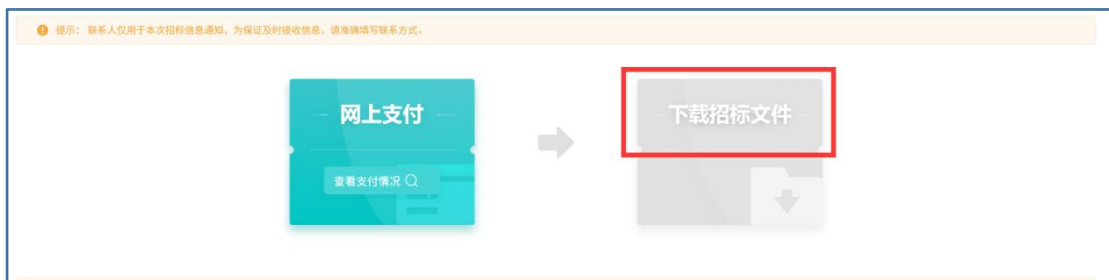 提示： 联系人仅用于本次招标信息通知，为保证及时接收信息，请准确填写联系方式。
网上支付
下载招标文件
查看支付情况